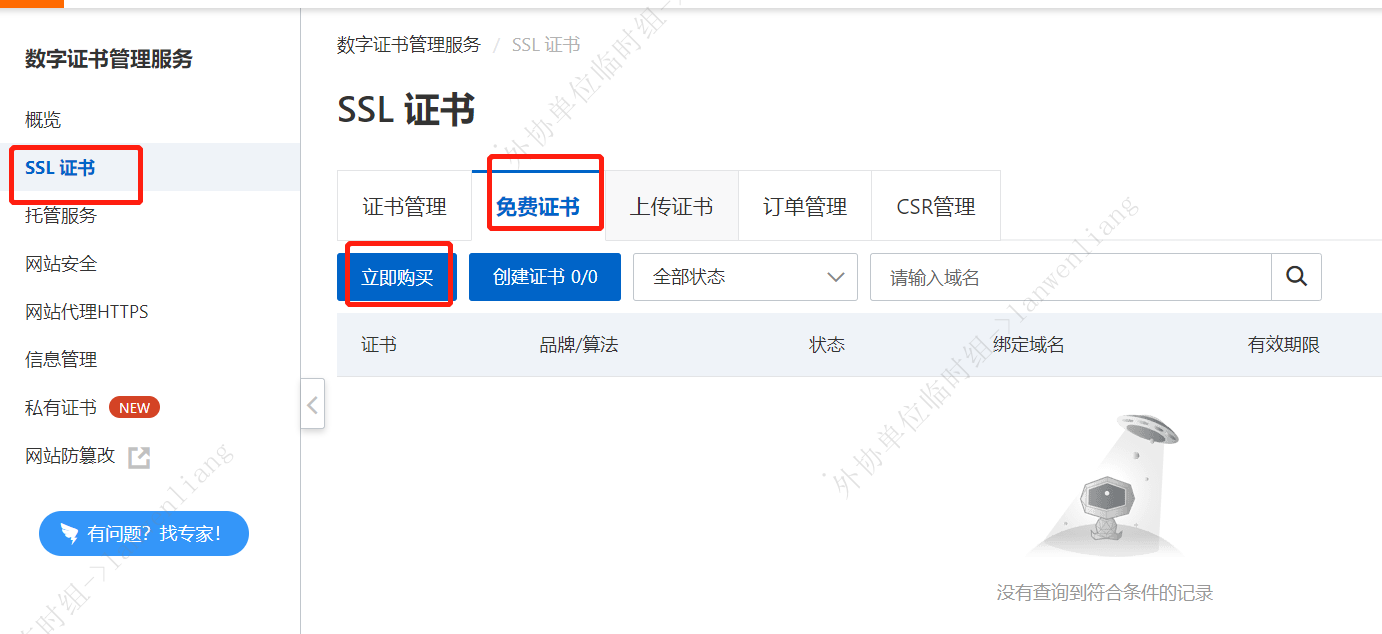 数字证书管理服务
概览
SSL 证书
托管服务
网站安全
网站代理HTTPS
信息管理
私有证书 NEW
网站防篡改
有问题？找专家！
数字证书管理服务 / SSL 证书
SSL 证书
证书管理 免费证书 上传证书 订单管理 CSR管理
立即购买 创建证书 0/0 全部状态 请输入域名
证书 品牌/算法 状态 绑定域名 有效期限
没有查询到符合条件的记录
外协单位临时组->
外协单位临时组->lanwenliang
临时组->lanwenliang